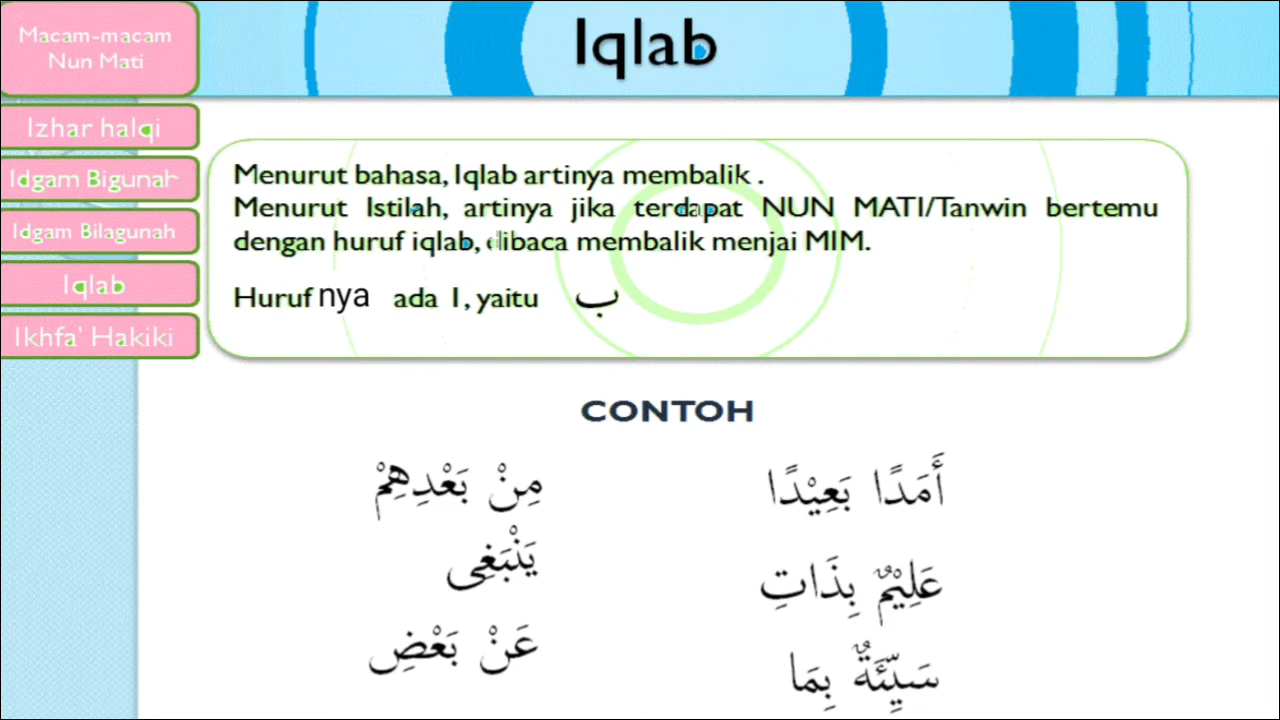 Iqlab
Macam-macam
Nun Mati
Izhar halqi
Idgam Bigunah
Idgam Bilagunah
Iqlab
Ikhfa' Hakiki
Menurut bahasa, Iqlab artinya membalik .
Menurut Istilah, artinya jika terdapat NUN MATI/Tanwin bertemu
dengan huruf iqlab, dibaca membalik menjai MIM.
Huruf nya ada 1, yaitu ب
CONTOH
أَمَدًا بَعِيْدًا
مِنْ بَعْدِهِمْ
عَلِيْمٌ بِذَاتِ
يَنْبَغِى
سَيِّئَةٌ بِمَا
عَنْ بَعْضِ